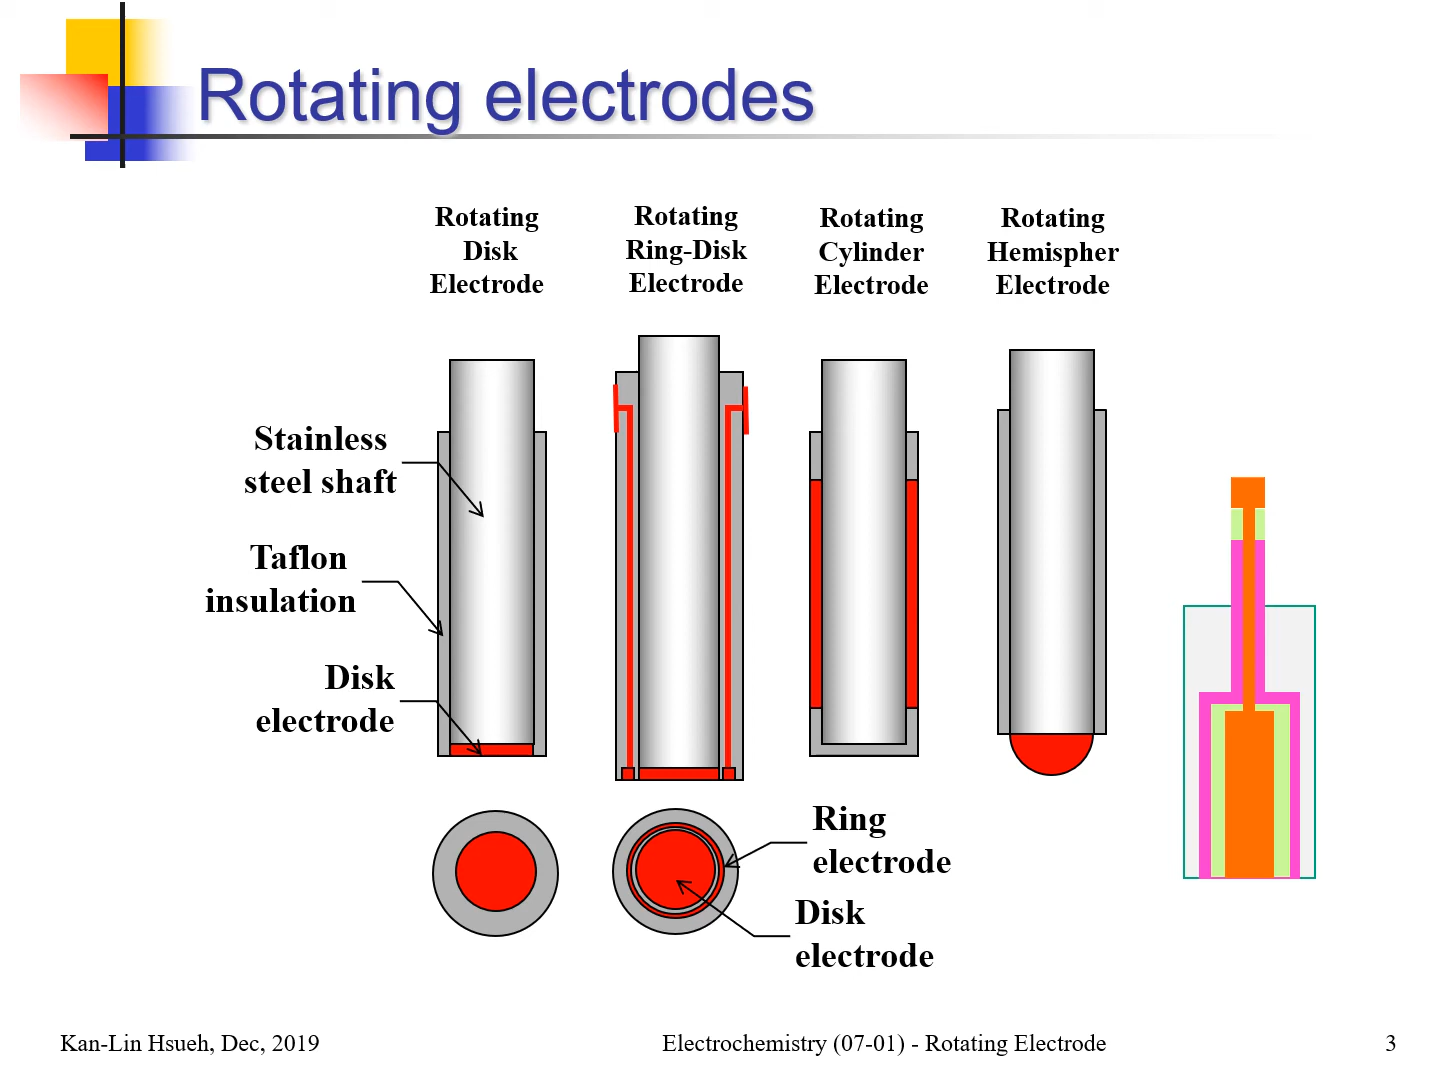 Rotating electrodes
Rotating
Disk
Electrode
Rotating
Ring-Disk
Electrode
Rotating
Cylinder
Electrode
Rotating
Hemispher
Electrode
Stainless
steel shaft
Taflon
insulation
Disk
electrode
Ring
electrode
Disk
electrode
Kan-Lin Hsueh, Dec, 2019
Electrochemistry (07-01) - Rotating Electrode
3